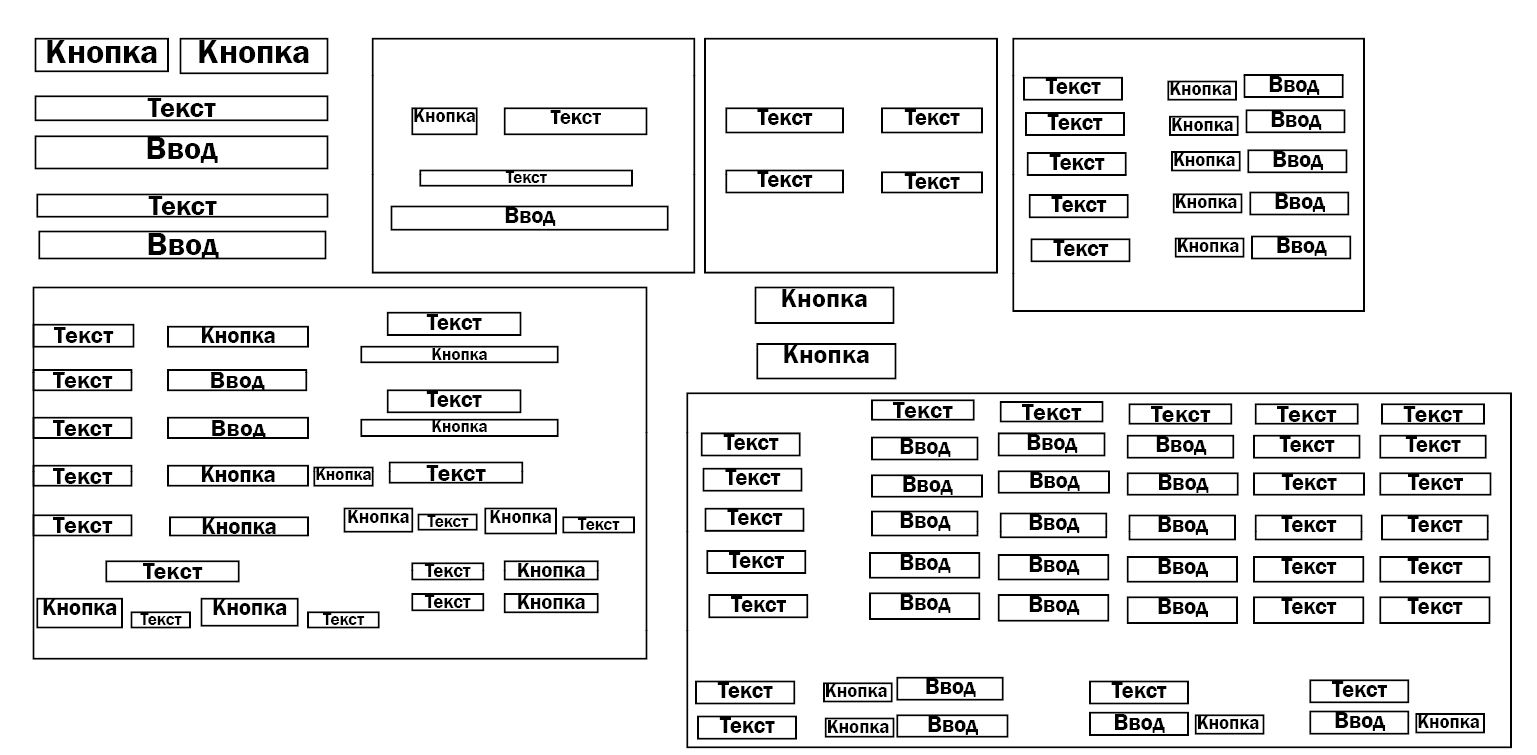 Кнопка Кнопка
Текст
Ввод
Текст
Ввод
Кнопка Текст
Текст
Ввод
Текст Текст
Текст Текст
Текст Кнопка Ввод
Текст Кнопка Ввод
Текст Кнопка Ввод
Текст Кнопка Ввод
Текст Кнопка Ввод
Текст Кнопка Текст
Кнопка
Текст Ввод Текст
Текст Ввод Кнопка
Текст Кнопка Кнопка Текст
Текст Кнопка Кнопка Текст Кнопка Текст
Текст Текст Кнопка
Кнопка Текст Кнопка Текст Текст Кнопка
Кнопка
Кнопка
Текст Текст Текст Текст Текст
Текст Ввод Ввод Ввод Текст Текст
Текст Ввод Ввод Ввод Текст Текст
Текст Ввод Ввод Ввод Текст Текст
Текст Ввод Ввод Ввод Текст Текст
Текст Ввод Ввод Ввод Текст Текст
Текст Кнопка Ввод Текст Текст
Текст Кнопка Ввод Ввод Кнопка Ввод Кнопка